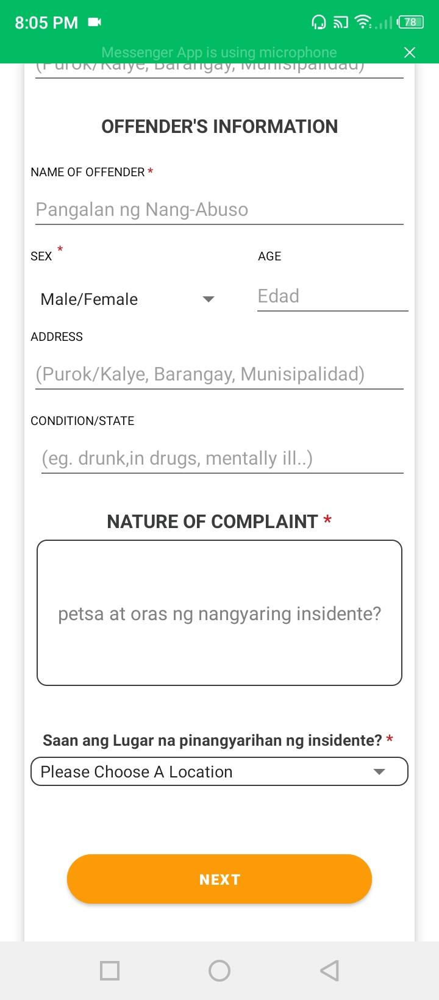 8:05 PM
78
Messenger App is using microphone
(Purok/Kalye, Barangay, Munisipalidad)
OFFENDER'S INFORMATION
NAME OF OFFENDER *
Pangalan ng Nang-Abuso
SEX *
AGE
Male/Female
Edad
ADDRESS
(Purok/Kalye, Barangay, Munisipalidad)
CONDITION/STATE
(eg. drunk,in drugs, mentally ill..)
NATURE OF COMPLAINT *
petsa at oras ng nangyaring insidente?
Saan ang Lugar na pinangyarihan ng insidente? *
Please Choose A Location
NEXT